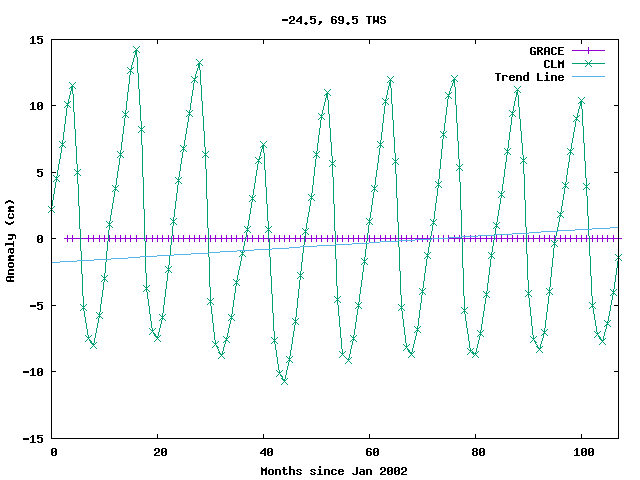 -24.5, 69.5 TWS
GRACE
CLM
Trend Line
15
10
5
0
-5
-10
-15
Anomaly (cm)
0 20 40 60 80 100
Months since Jan 2002